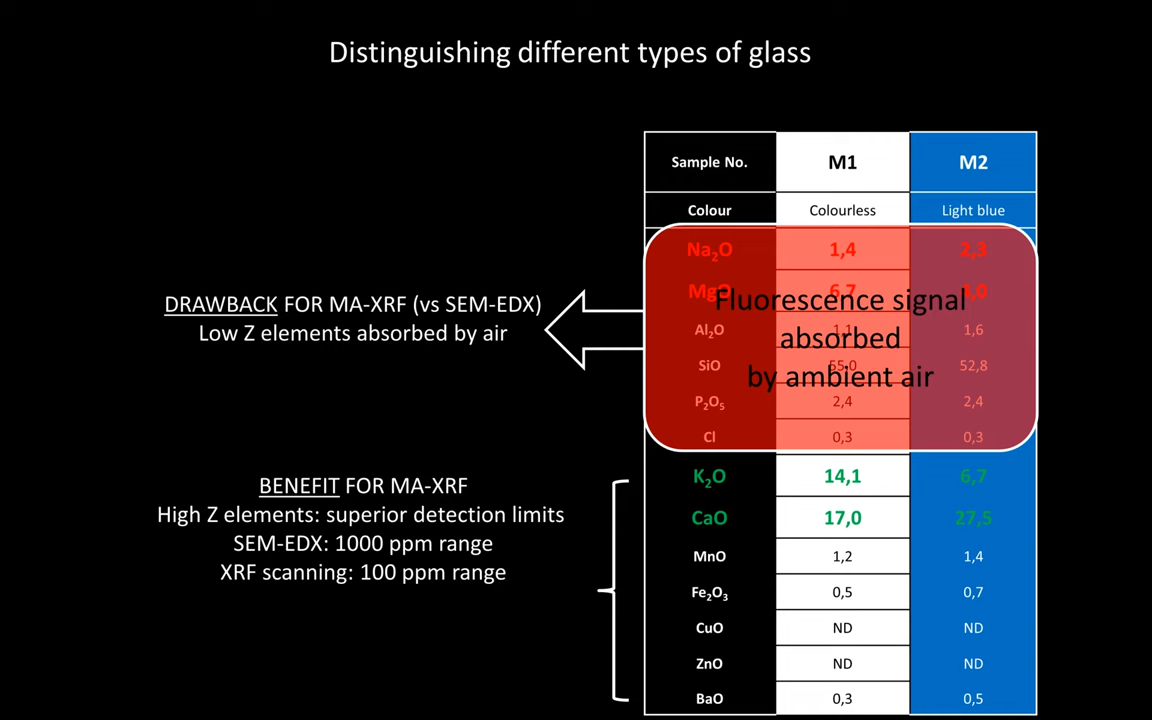 Distinguishing different types of glass
Sample No. M1 M2
Colour Colourless Light blue
Na₂O 1,4 2,3
MgO 6,7
Fluorescence signal
absorbed
by ambient air
Al₂O 1,1 1,6
SiO 55,0 52,8
P₂O₅ 2,4 2,4
Cl 0,3 0,3
K₂O 14,1 6,7
CaO 17,0 27,5
MnO 1,2 1,4
Fe₂O₃ 0,5 0,7
CuO ND ND
ZnO ND ND
BaO 0,3 0,5
DRAWBACK FOR MA-XRF (vs SEM-EDX)
Low Z elements absorbed by air
BENEFIT FOR MA-XRF
High Z elements: superior detection limits
SEM-EDX: 1000 ppm range
XRF scanning: 100 ppm range